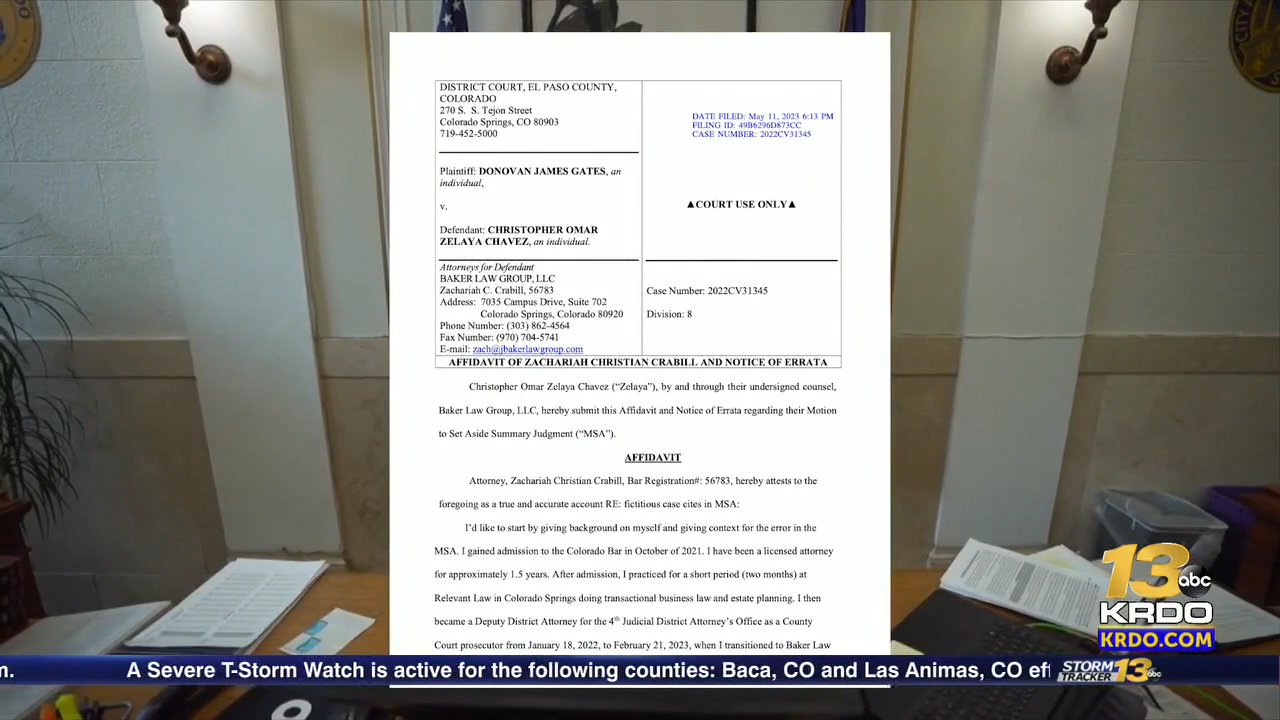 DISTRICT COURT, EL PASO COUNTY,
COLORADO
270 S. S. Tejon Street
Colorado Springs, CO 80903
719-452-5000
DATE FILED: May 11, 2023 6:13 PM
FILING ID: 49B6296D873CC
CASE NUMBER: 2022CV31345
Plaintiff: DONOVAN JAMES GATES, an
individual,
v.
Defendant: CHRISTOPHER OMAR
ZELAYA CHAVEZ, an individual.
▲COURT USE ONLY▲
Attorneys for Defendant
BAKER LAW GROUP, LLC
Zachariah C. Crabill, 56783
Address: 7035 Campus Drive, Suite 702
Colorado Springs, Colorado 80920
Phone Number: (303) 862-4564
Fax Number: (970) 704-5741
E-mail: zach@jbakerlawgroup.com
Case Number: 2022CV31345
Division: 8
AFFIDAVIT OF ZACHARIAH CHRISTIAN CRABILL AND NOTICE OF ERRATA
Christopher Omar Zelaya Chavez (“Zelaya”), by and through their undersigned counsel,
Baker Law Group, LLC, hereby submit this Affidavit and Notice of Errata regarding their Motion
to Set Aside Summary Judgment (“MSA”).
AFFIDAVIT
Attorney, Zachariah Christian Crabill, Bar Registration#: 56783, hereby attests to the
foregoing as a true and accurate account RE: fictitious case cites in MSA:
I’d like to start by giving background on myself and giving context for the error in the
MSA. I gained admission to the Colorado Bar in October of 2021. I have been a licensed attorney
for approximately 1.5 years. After admission, I practiced for a short period (two months) at
Relevant Law in Colorado Springs doing transactional business law and estate planning. I then
became a Deputy District Attorney for the 4th Judicial District Attorney’s Office as a County
Court prosecutor from January 18, 2022, to February 21, 2023, when I transitioned to Baker Law
13 abc
KRDO
KRDO.COM
m. A Severe T-Storm Watch is active for the following counties: Baca, CO and Las Animas, CO ef
STORM
TRACKER 13 abc